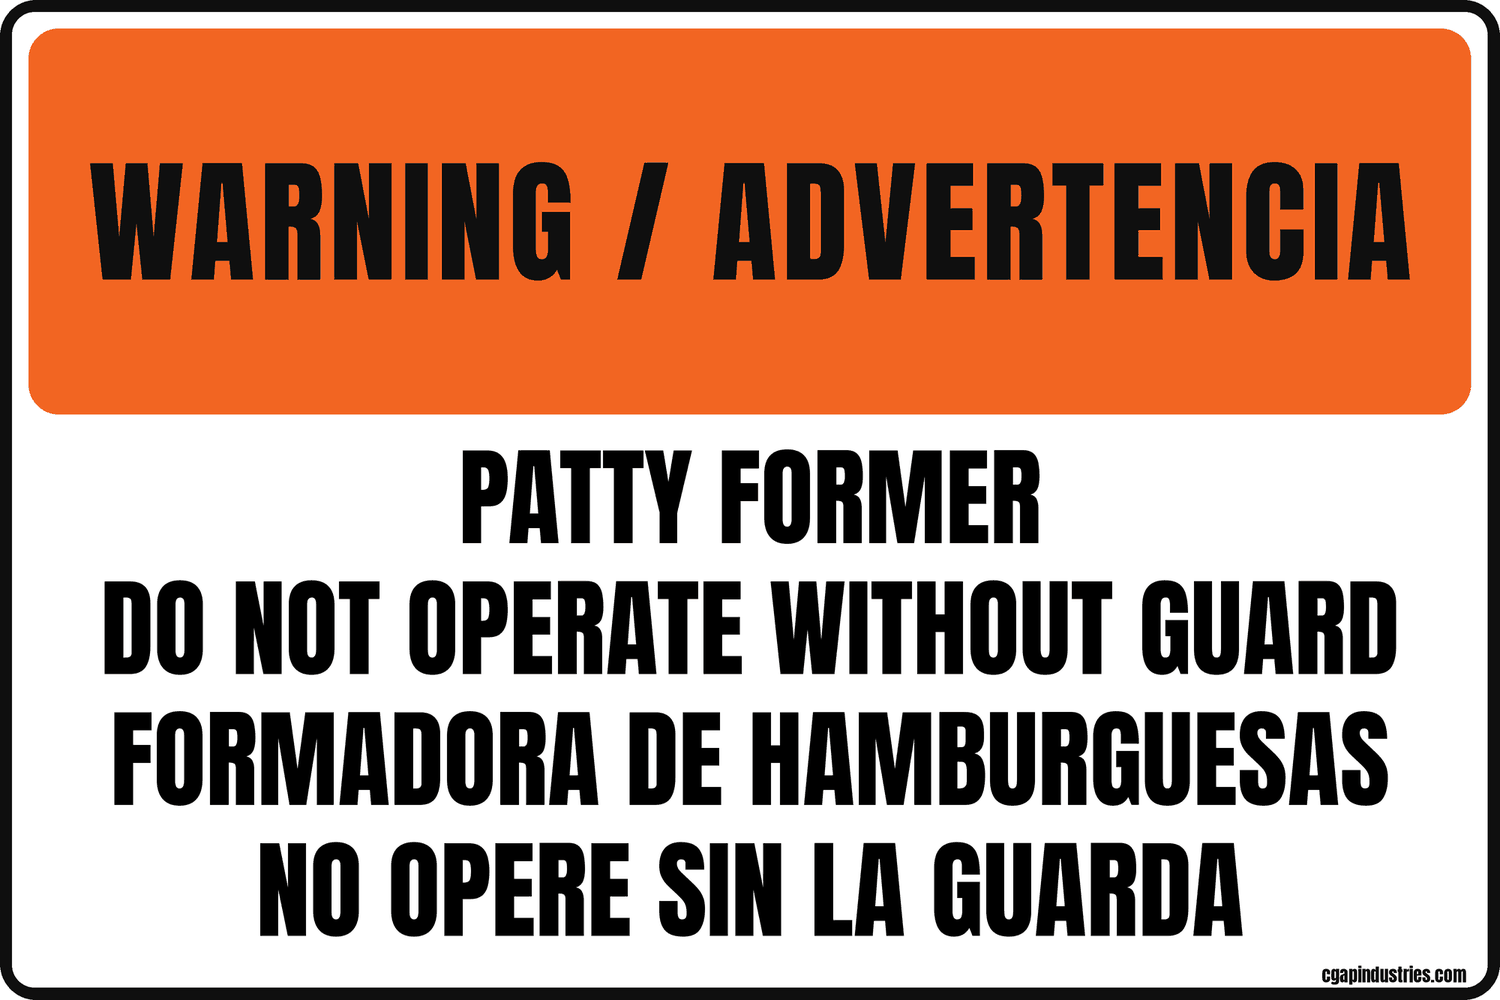 WARNING / ADVERTENCIA
PATTY FORMER
DO NOT OPERATE WITHOUT GUARD
FORMADORA DE HAMBURGUESAS
NO OPERE SIN LA GUARDA
cgapindustries.com